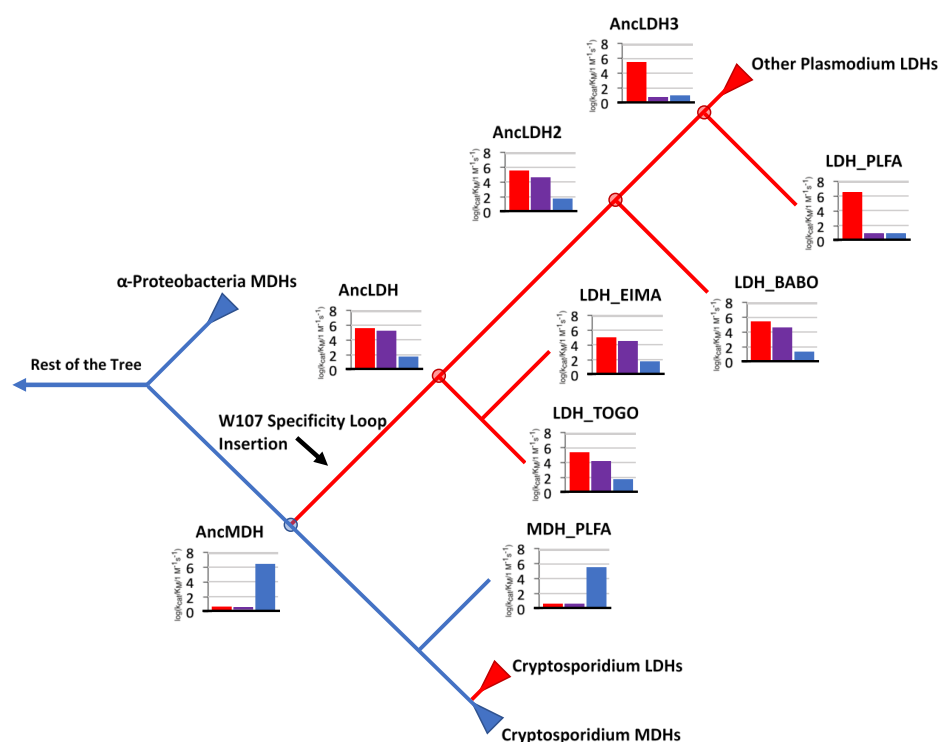 AncLDH3
log(kcat/KM/1 M⁻¹s⁻¹)
8
6
4
2
0
Other Plasmodium LDHs
AncLDH2
log(kcat/KM/1 M⁻¹s⁻¹)
8
6
4
2
0
LDH_PLFA
log(kcat/KM/1 M⁻¹s⁻¹)
8
6
4
2
0
α-Proteobacteria MDHs
AncLDH
log(kcat/KM/1 M⁻¹s⁻¹)
8
6
4
2
0
LDH_EIMA
log(kcat/KM/1 M⁻¹s⁻¹)
8
6
4
2
0
LDH_BABO
log(kcat/KM/1 M⁻¹s⁻¹)
8
6
4
2
0
Rest of the Tree
W107 Specificity Loop
Insertion
LDH_TOGO
log(kcat/KM/1 M⁻¹s⁻¹)
8
6
4
2
0
AncMDH
log(kcat/KM/1 M⁻¹s⁻¹)
8
6
4
2
0
MDH_PLFA
log(kcat/KM/1 M⁻¹s⁻¹)
8
6
4
2
0
Cryptosporidium LDHs
Cryptosporidium MDHs